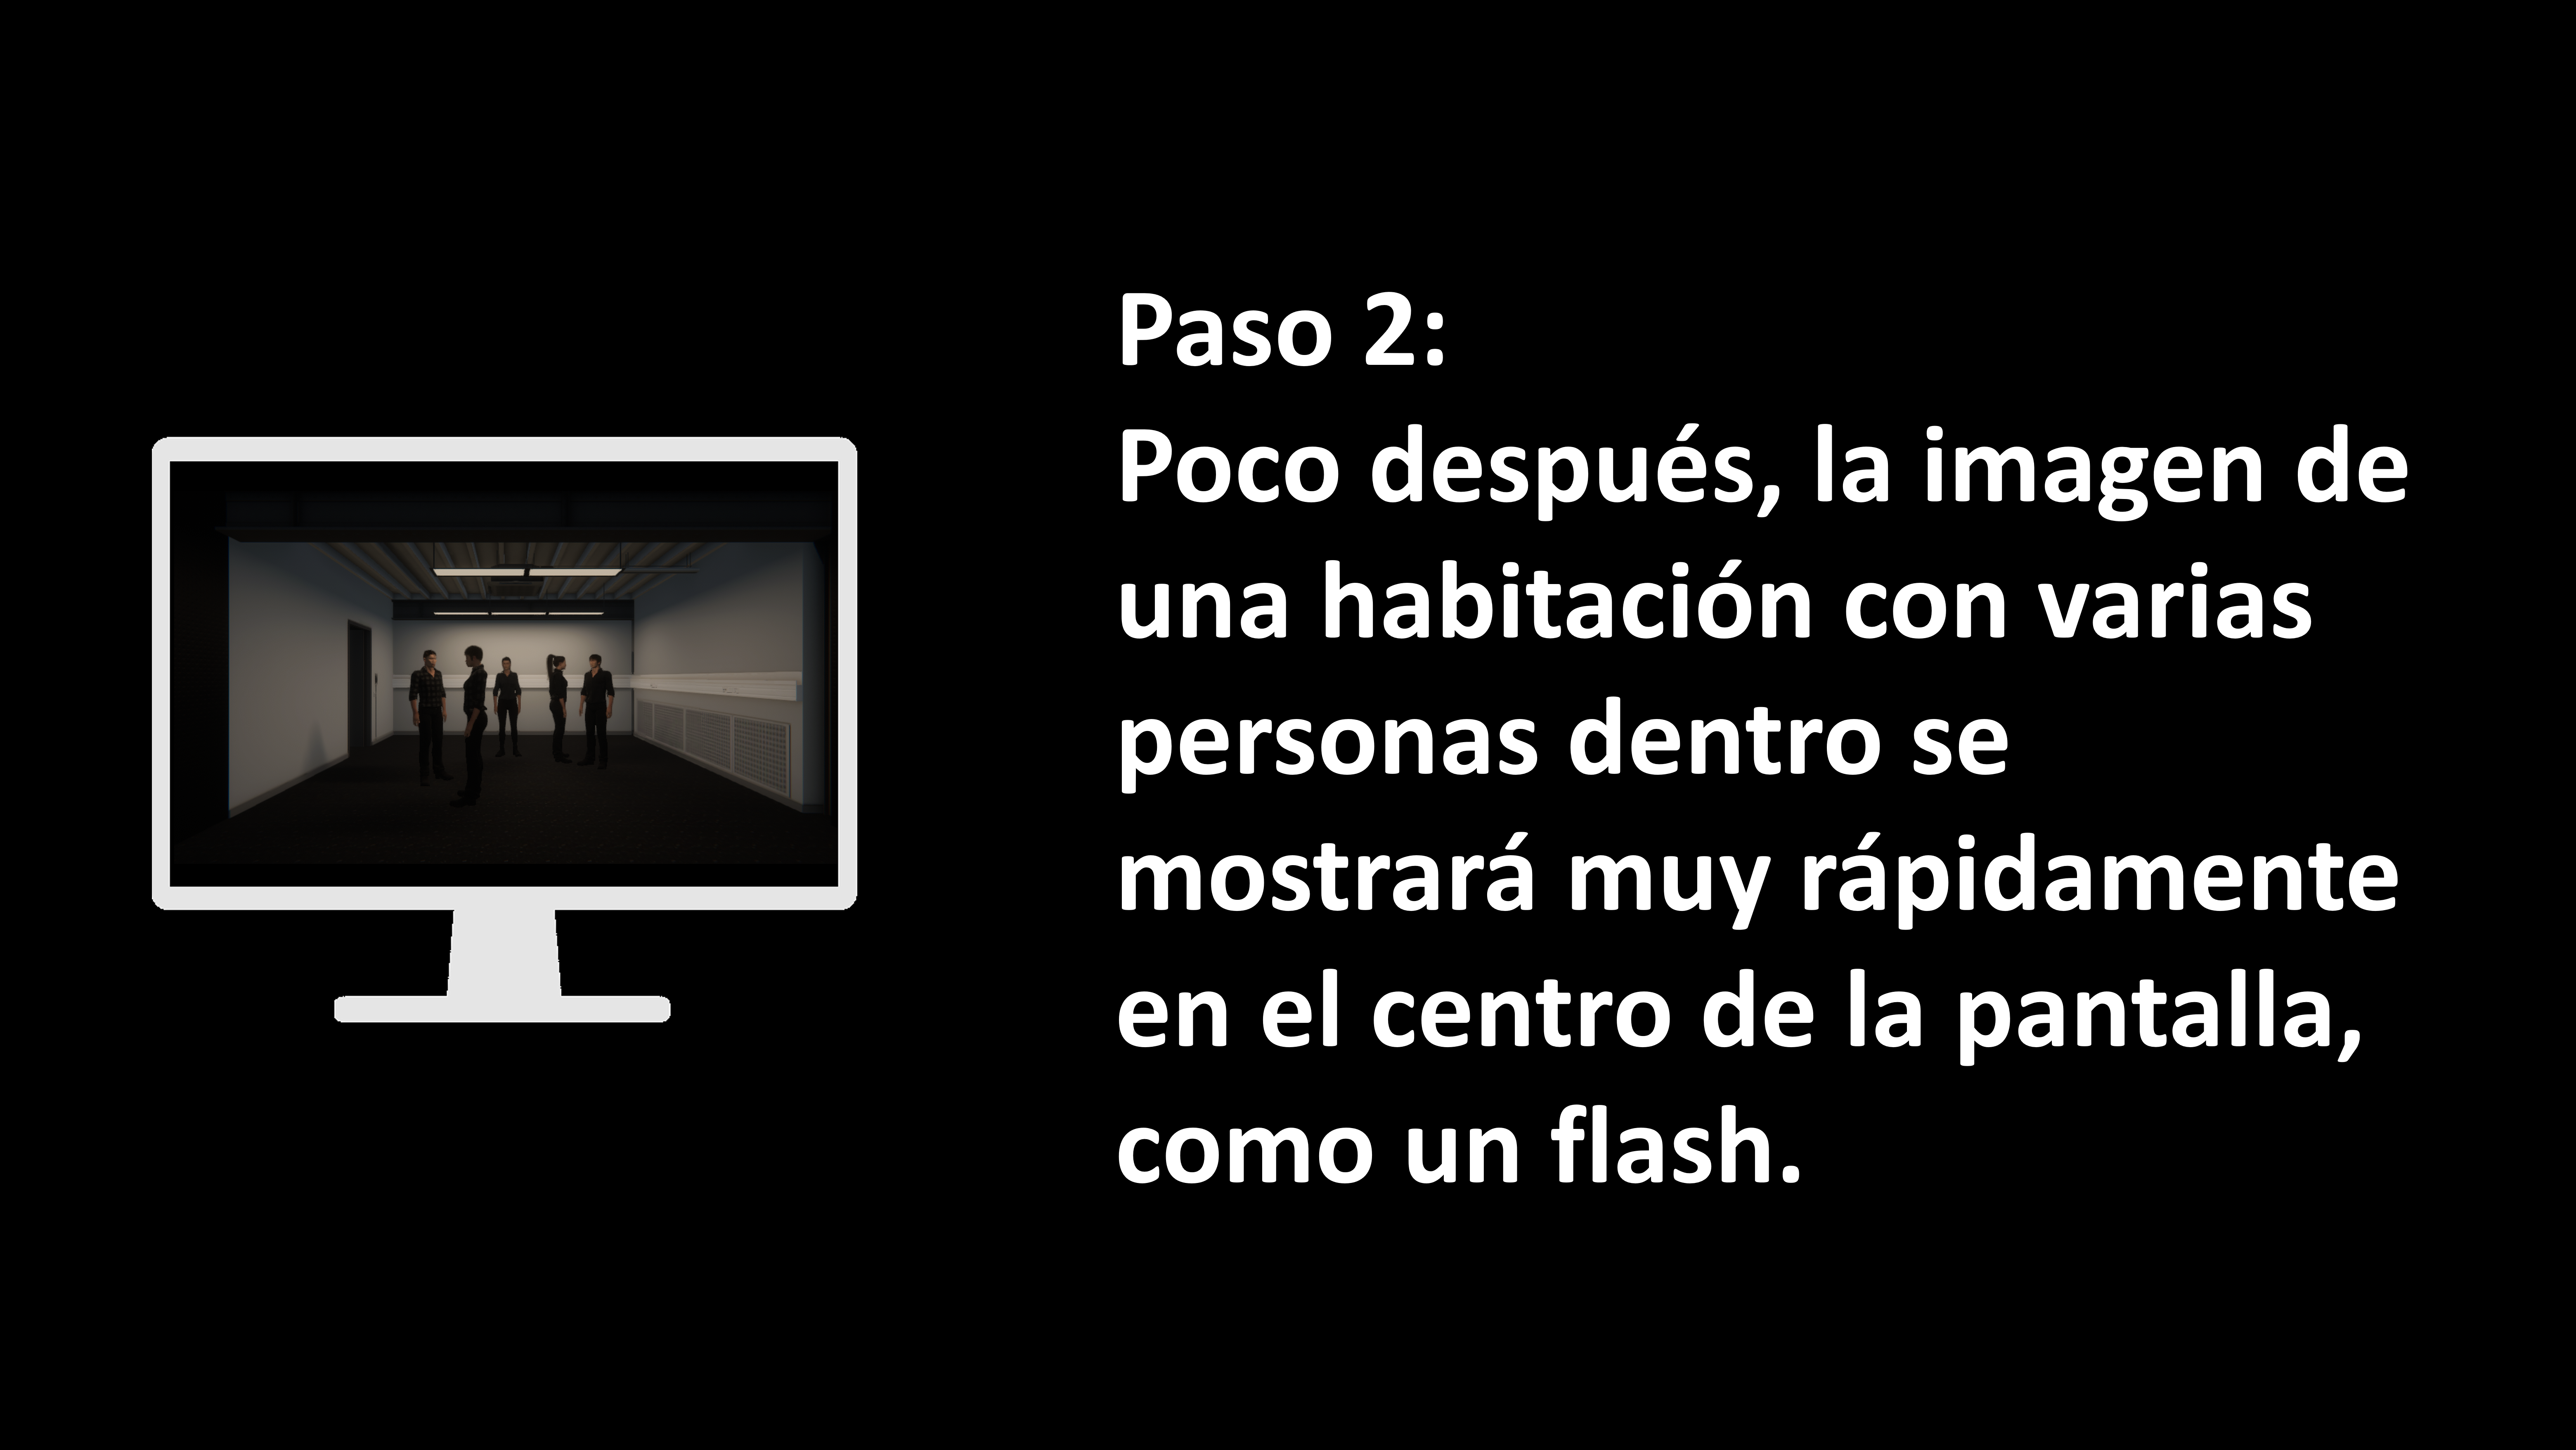 Paso 2:
Poco después, la imagen de
una habitación con varias
personas dentro se
mostrará muy rápidamente
en el centro de la pantalla,
como un flash.